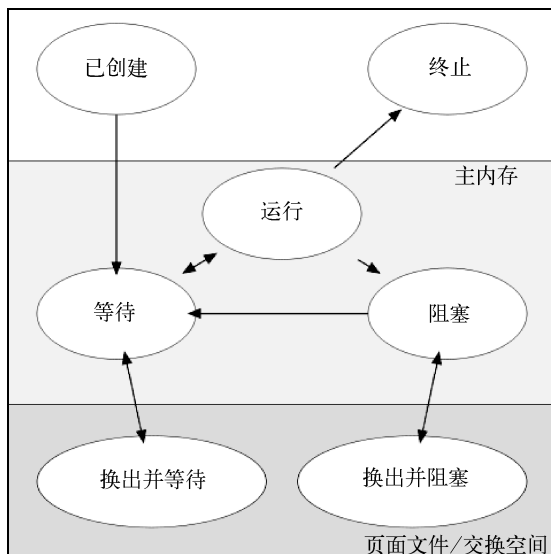 已创建
终止
主内存
运行
等待
阻塞
换出并等待
换出并阻塞
页面文件/交换空间